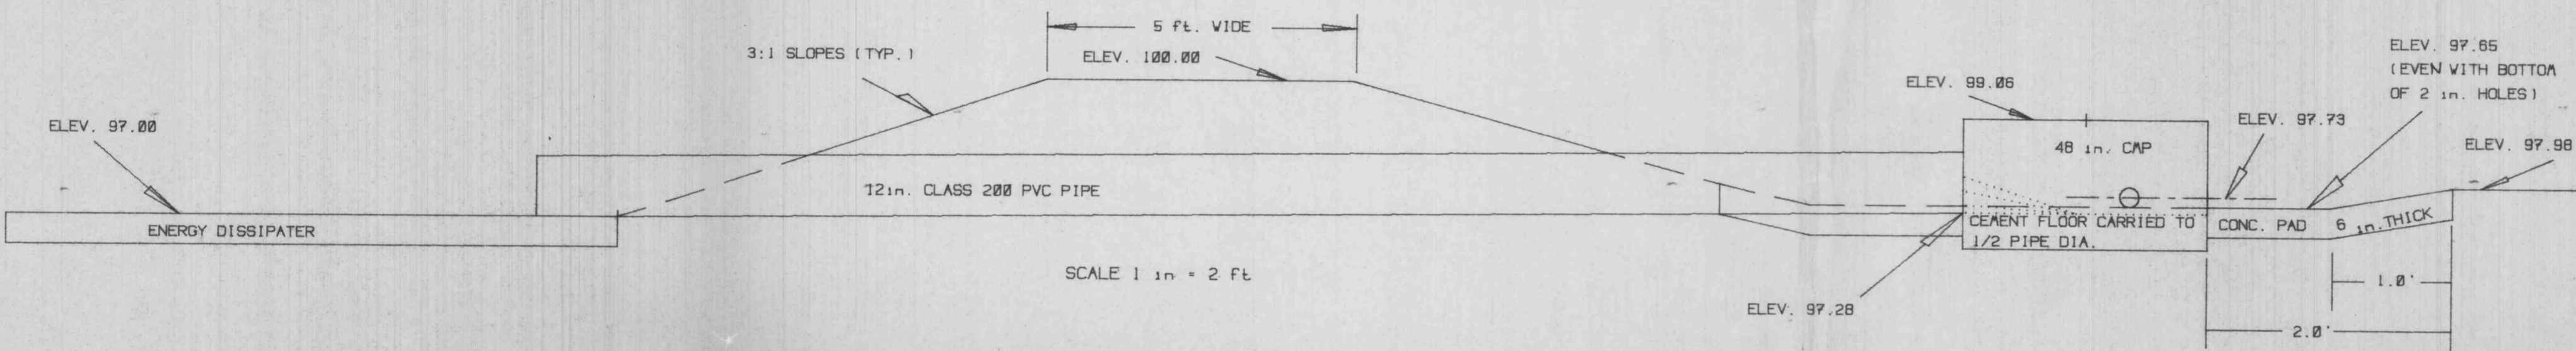 5 ft. WIDE
3:1 SLOPES (TYP.)
ELEV. 100.00
ELEV. 97.65
(EVEN WITH BOTTOM
OF 2 in. HOLES)
ELEV. 99.06
ELEV. 97.00
ELEV. 97.73
48 in. CMP
ELEV. 97.98
12in. CLASS 200 PVC PIPE
ENERGY DISSIPATER
CEMENT FLOOR CARRIED TO
1/2 PIPE DIA.
CONC. PAD 6 in. THICK
SCALE 1 in = 2 ft
ELEV. 97.28
1.0'
2.0'